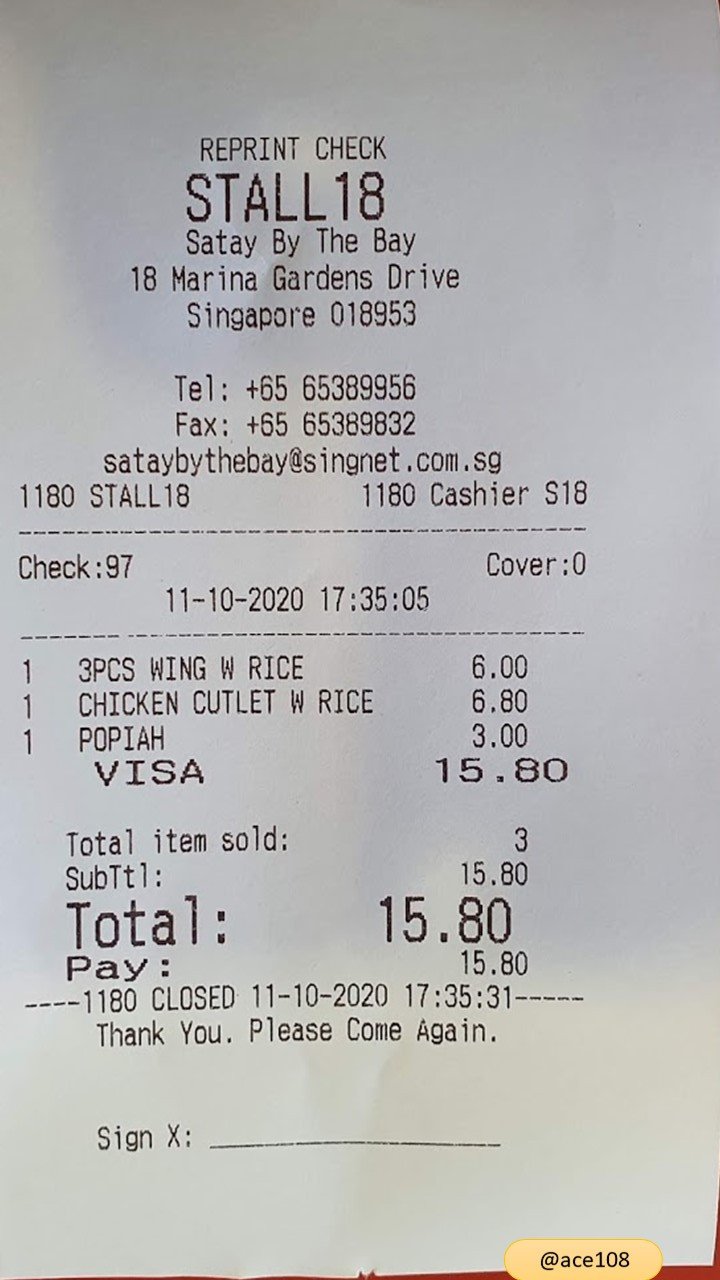 REPRINT CHECK
STALL18
Satay By The Bay
18 Marina Gardens Drive
Singapore 018953
Tel: +65 65389956
Fax: +65 65389832
sataybythebay@singnet.com.sg
1180 STALL18 1180 Cashier S18
Check:97 Cover:0
11-10-2020 17:35:05
1 3PCS WING W RICE 6.00
1 CHICKEN CUTLET W RICE 6.80
1 POPIAH 3.00
VISA 15.80
Total item sold: 3
SubTtl: 15.80
Total: 15.80
Pay: 15.80
----1180 CLOSED 11-10-2020 17:35:31-----
Thank You. Please Come Again.
Sign X: ____________________
@ace108